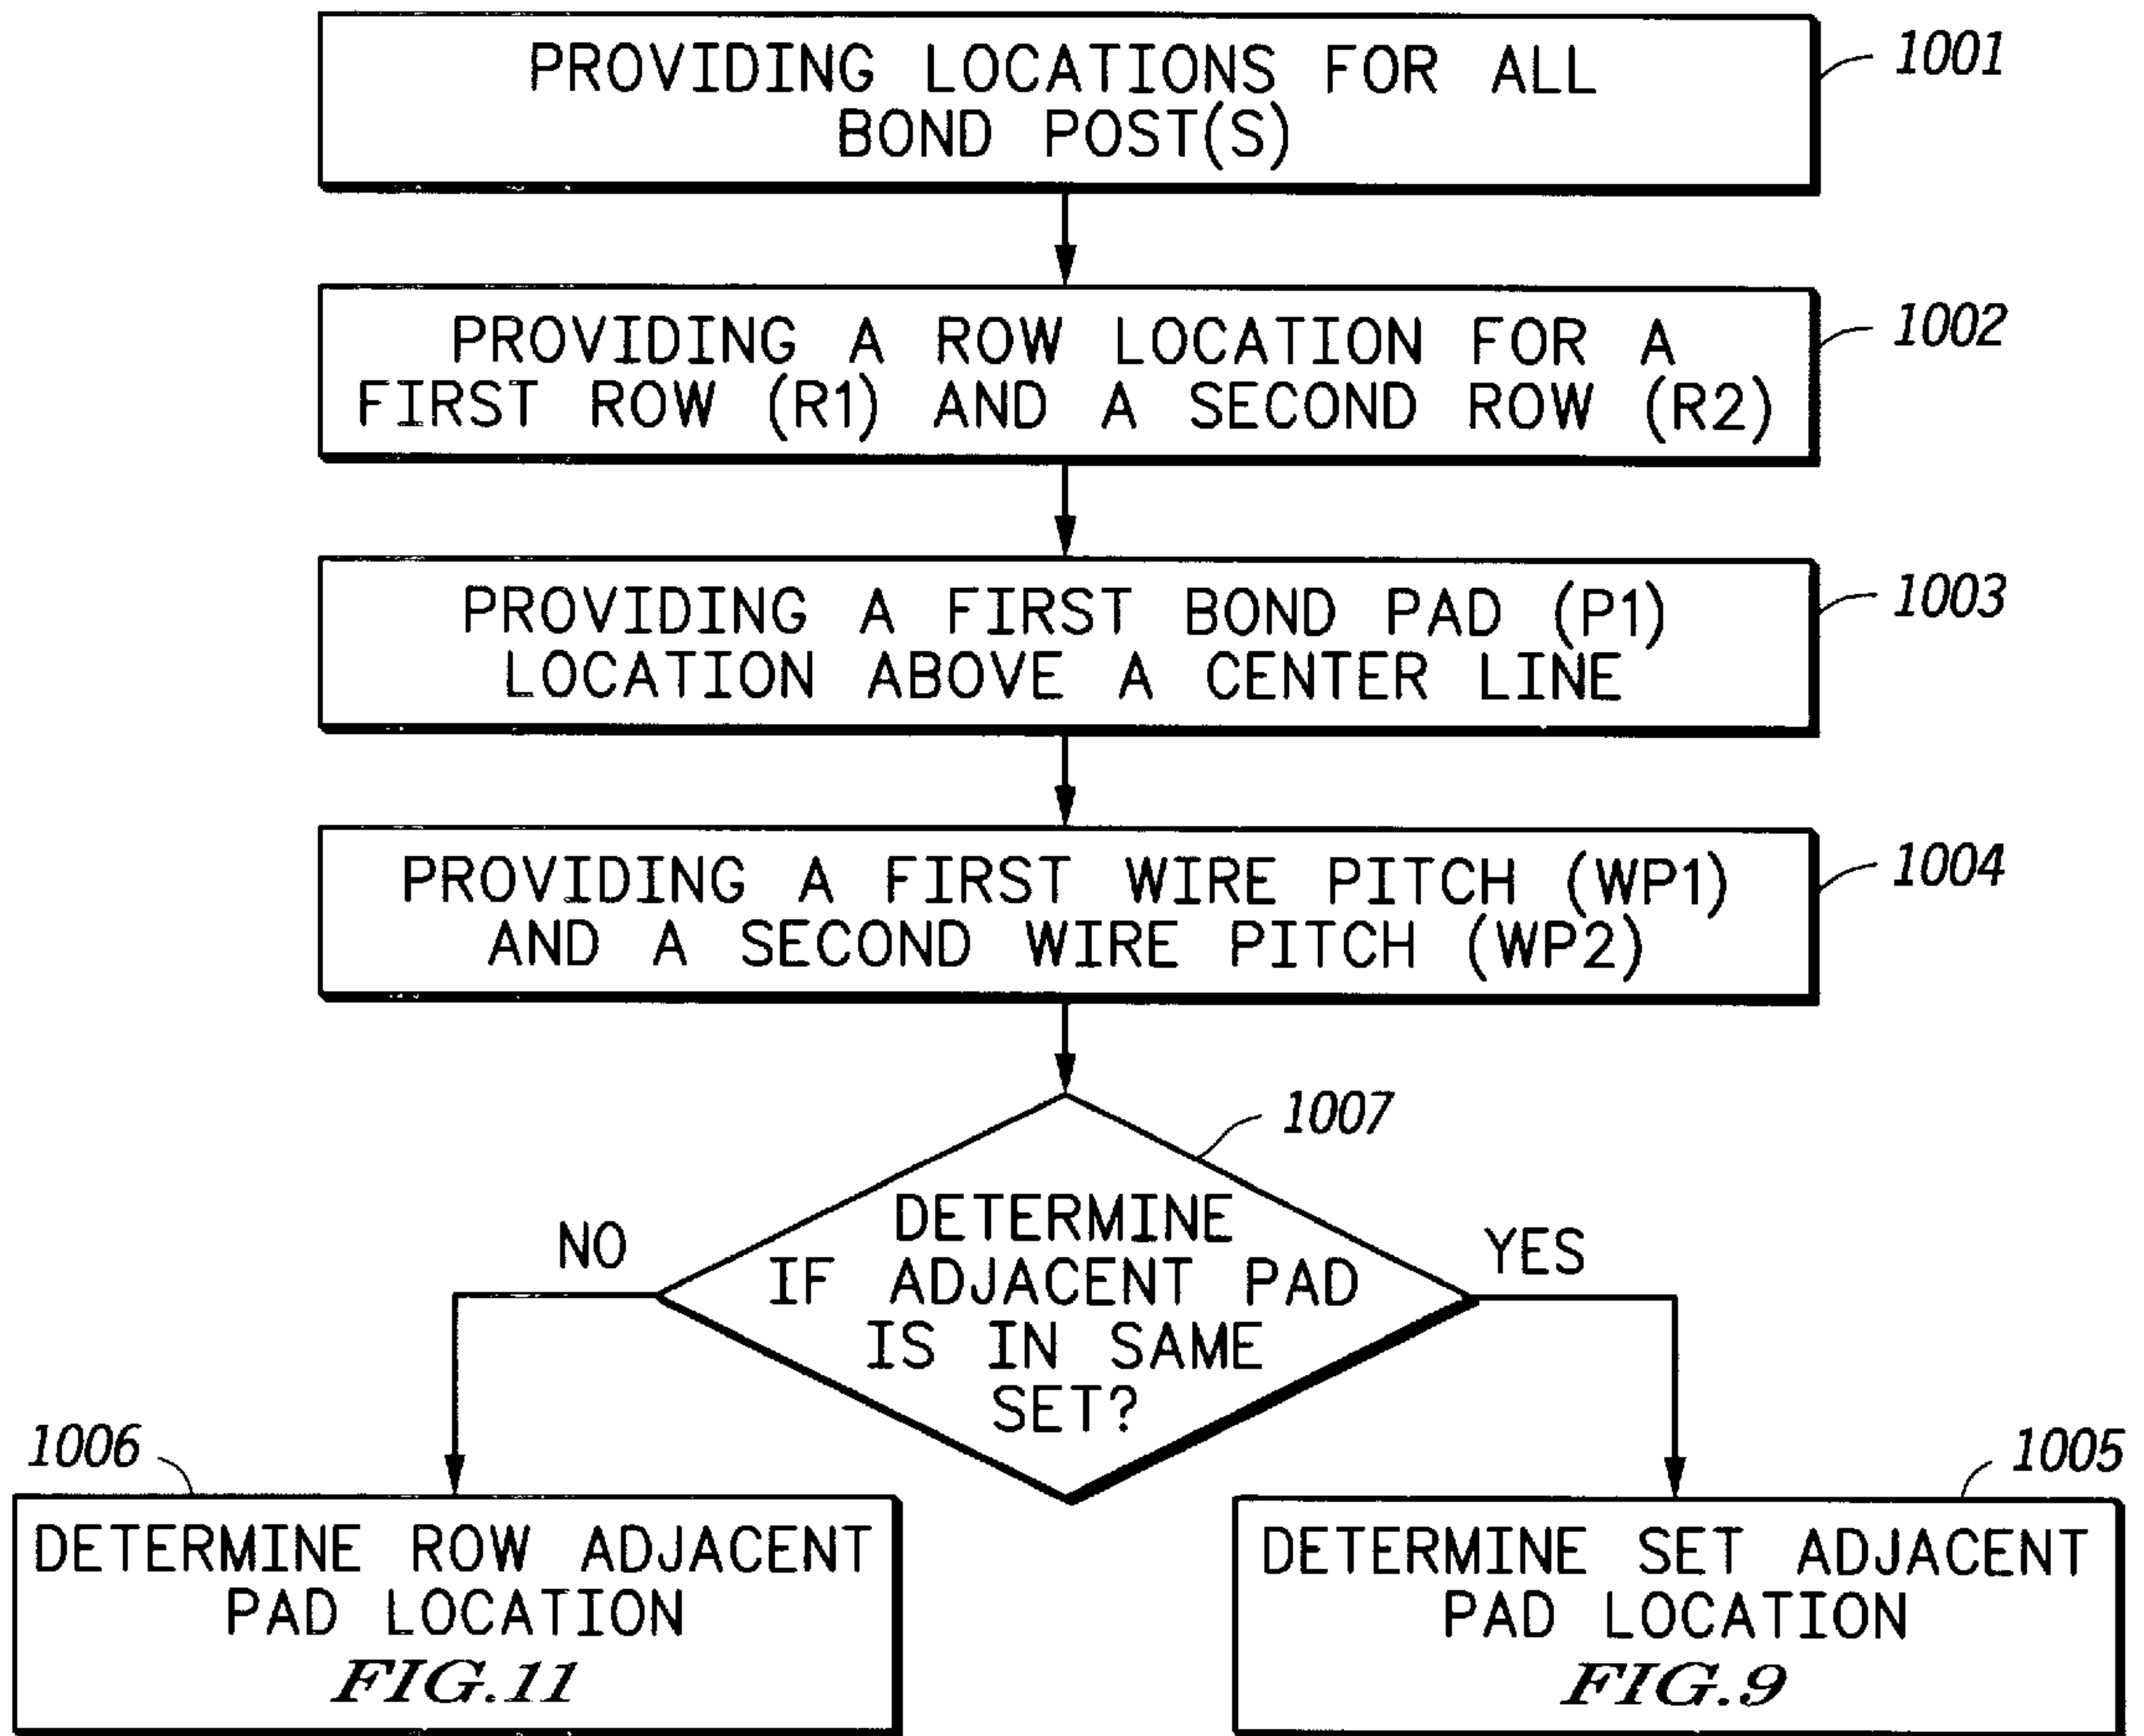 PROVIDING LOCATIONS FOR ALL
BOND POST(S)
1001
PROVIDING A ROW LOCATION FOR A
FIRST ROW (R1) AND A SECOND ROW (R2)
1002
PROVIDING A FIRST BOND PAD (P1)
LOCATION ABOVE A CENTER LINE
1003
PROVIDING A FIRST WIRE PITCH (WP1)
AND A SECOND WIRE PITCH (WP2)
1004
1007
DETERMINE
IF ADJACENT PAD
IS IN SAME
SET?
NO
YES
1006
DETERMINE ROW ADJACENT
PAD LOCATION
FIG.11
1005
DETERMINE SET ADJACENT
PAD LOCATION
FIG.9